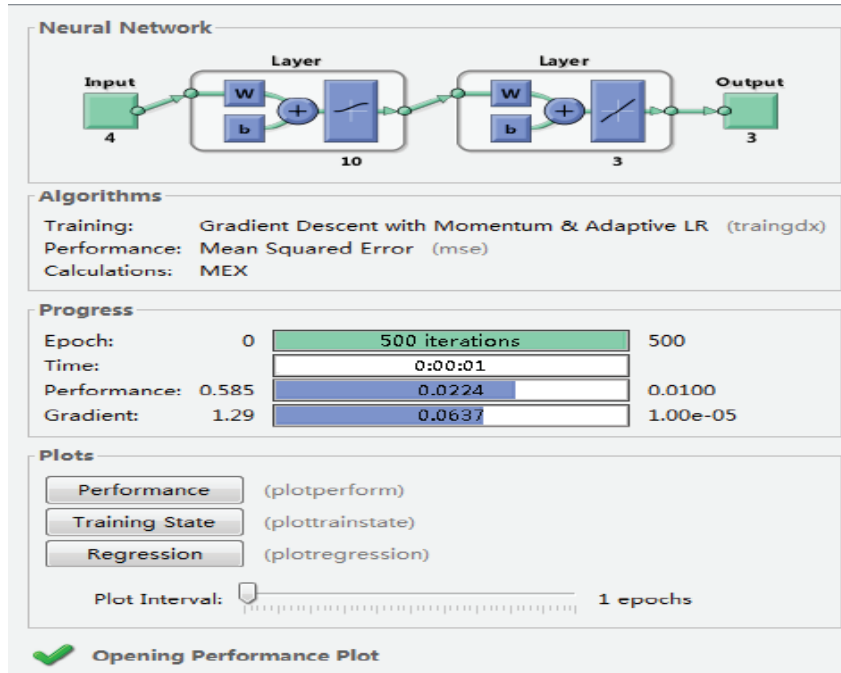 Neural Network
Layer Layer
Input Output
W W
b b
+ +
4 3
10 3
Algorithms
Training: Gradient Descent with Momentum & Adaptive LR (traingdx)
Performance: Mean Squared Error (mse)
Calculations: MEX
Progress
Epoch: 0 500 iterations 500
Time: 0:00:01
Performance: 0.585 0.0224 0.0100
Gradient: 1.29 0.0637 1.00e-05
Plots
Performance (plotperform)
Training State (plottrainstate)
Regression (plotregression)
Plot Interval: 1 epochs
Opening Performance Plot